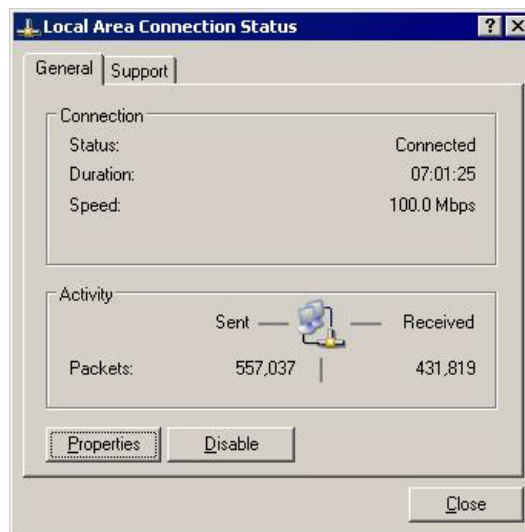 Local Area Connection Status
General Support
Connection
Status: Connected
Duration: 07:01:25
Speed: 100.0 Mbps
Activity
Sent Received
Packets: 557,037 431,819
Properties Disable
Close